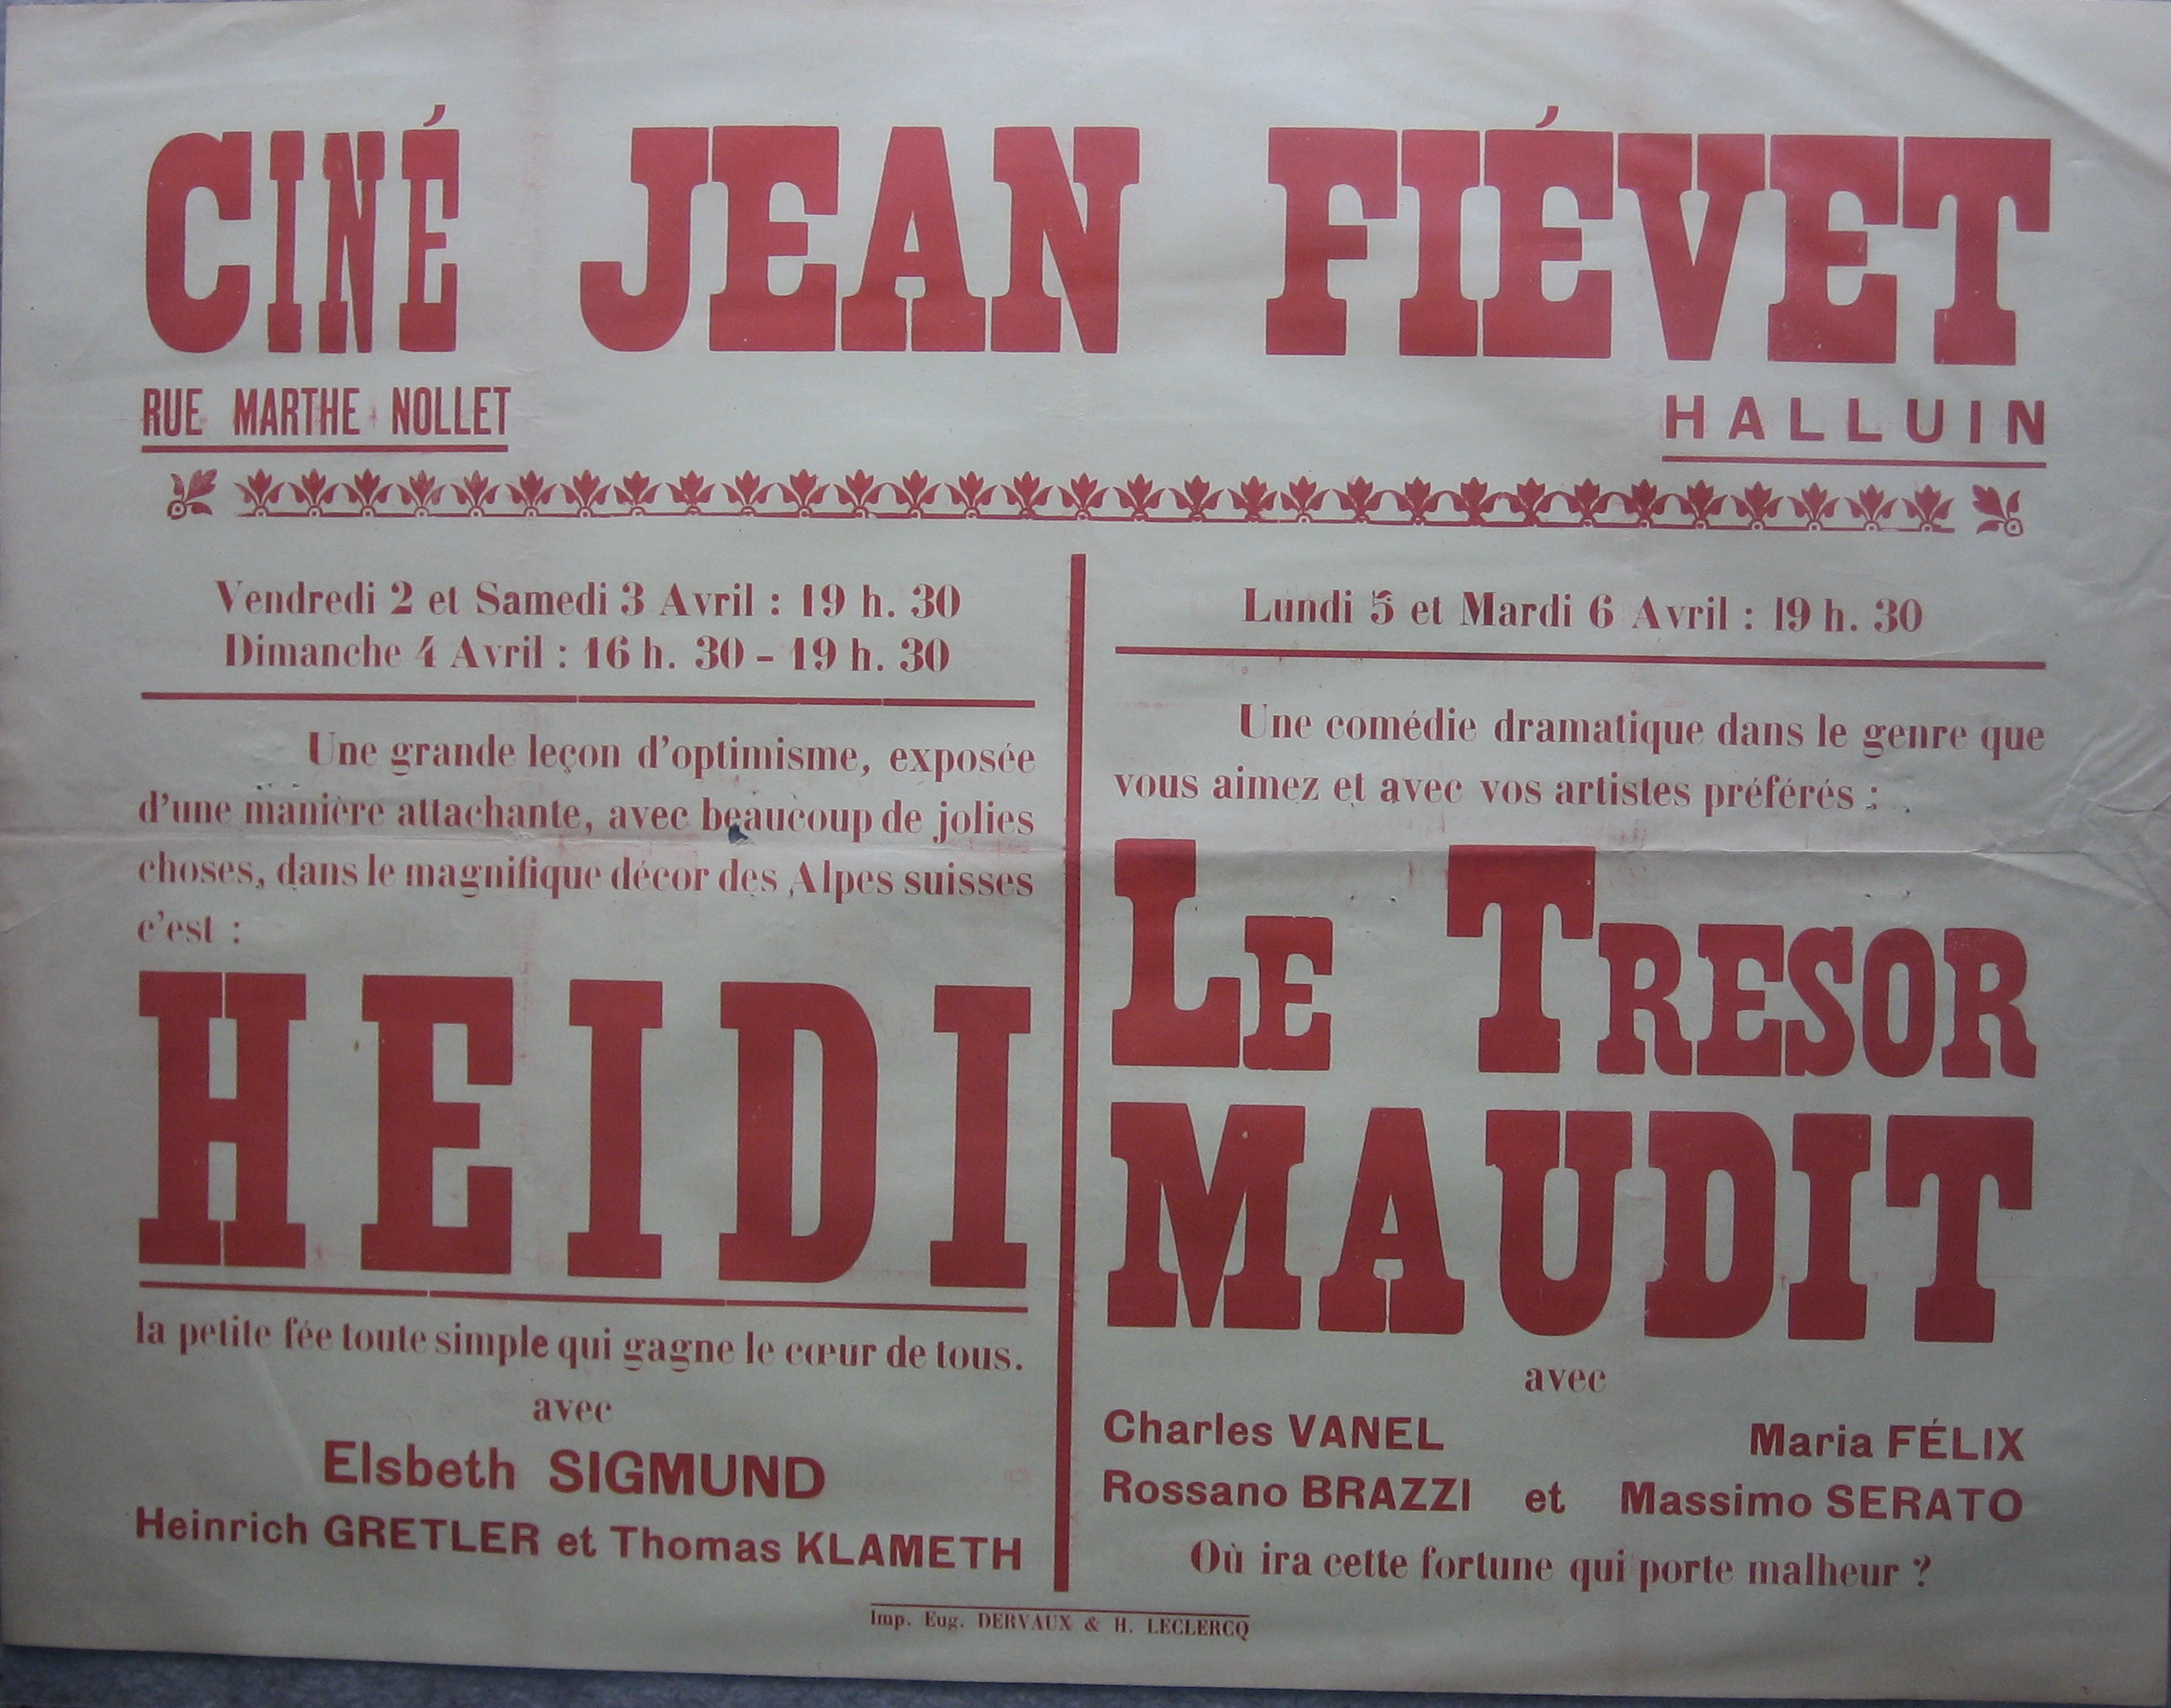 CINÉ JEAN FIÉVET
RUE MARTHE NOLLET
HALLUIN
Vendredi 2 et Samedi 3 Avril : 19 h. 30
Dimanche 4 Avril : 16 h. 30 - 19 h. 30
Une grande leçon d'optimisme, exposée
d'une manière attachante, avec beaucoup de jolies
choses, dans le magnifique décor des Alpes suisses
c'est :
HEIDI
la petite fée toute simple qui gagne le cœur de tous.
avec
Elsbeth SIGMUND
Heinrich GRETLER et Thomas KLAMETH
Lundi 5 et Mardi 6 Avril : 19 h. 30
Une comédie dramatique dans le genre que
vous aimez et avec vos artistes préférés :
LE TRESOR
MAUDIT
avec
Charles VANEL Maria FÉLIX
Rossano BRAZZI et Massimo SERATO
Où ira cette fortune qui porte malheur ?
Imp. Eug. DERVAUX & H. LECLERCQ